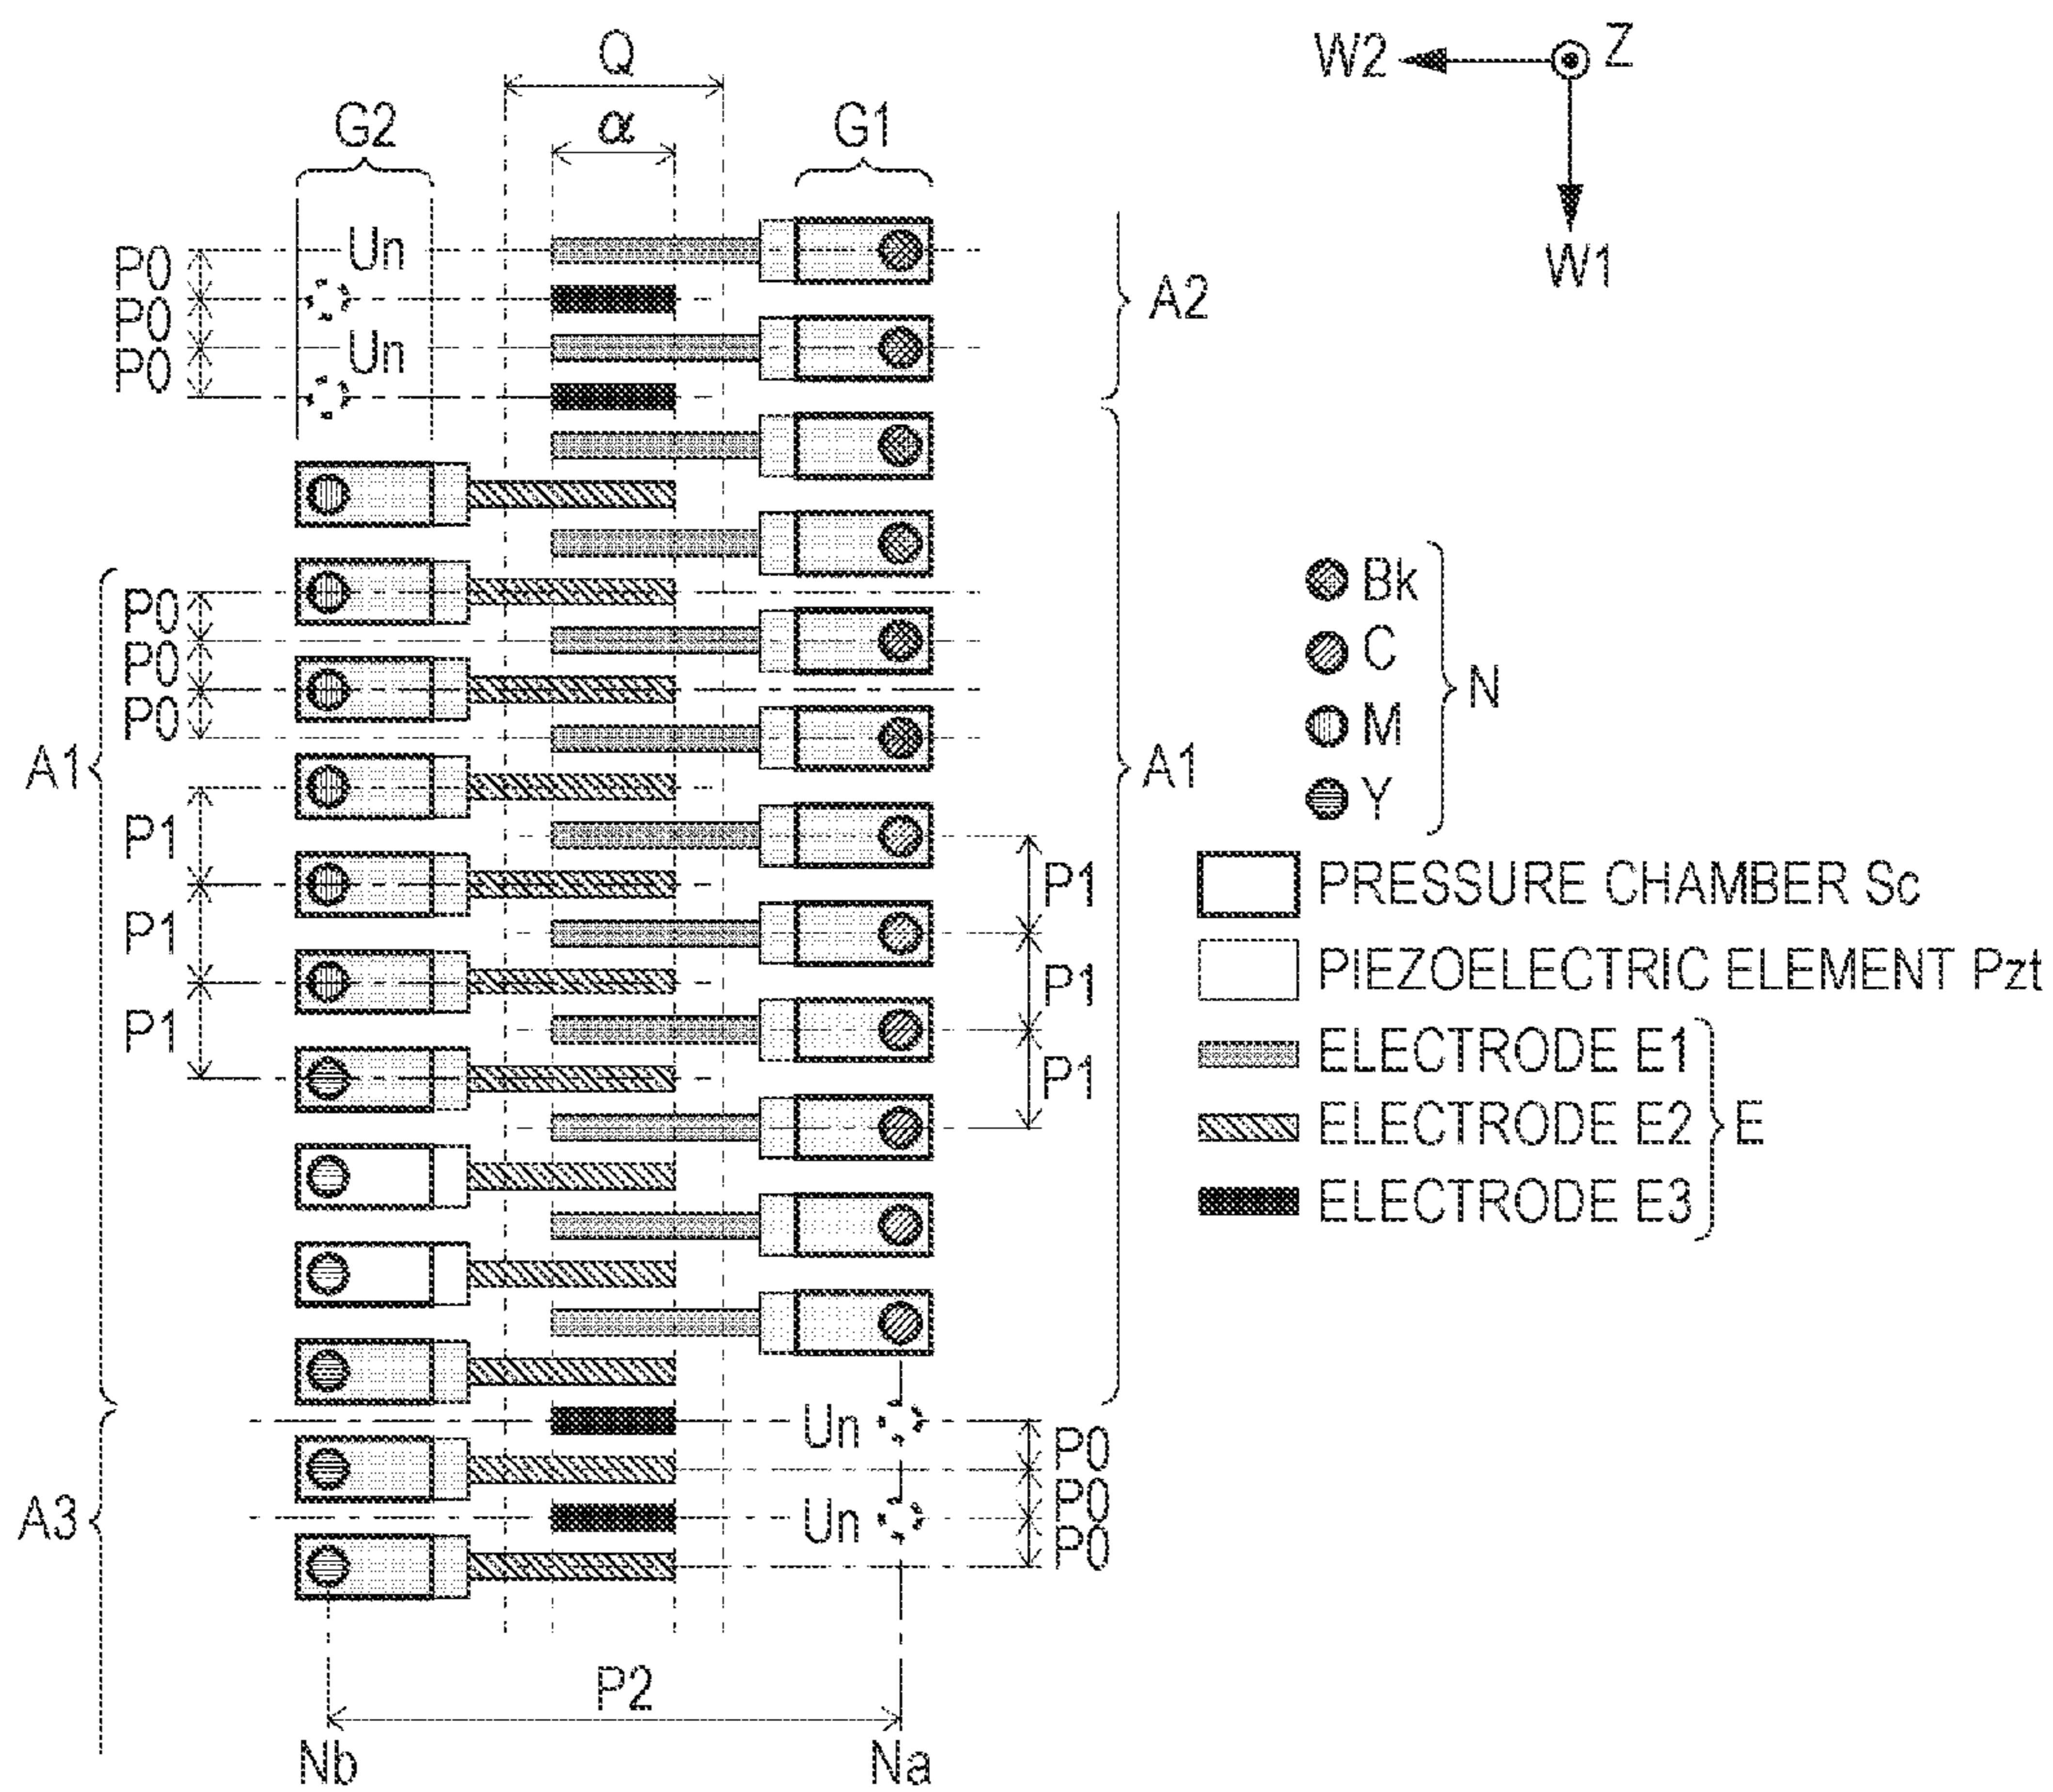 Q
W2
Z
G2
α
G1
W1
P0
Un
A2
P0
Un
P0
Bk
C
N
M
Y
P0
P0
P0
A1
A1
P1
P1
P1
P1
P1
P1
PRESSURE CHAMBER Sc
PIEZOELECTRIC ELEMENT Pzt
ELECTRODE E1
ELECTRODE E2
E
ELECTRODE E3
Un
P0
P0
Un
P0
A3
P2
Nb
Na